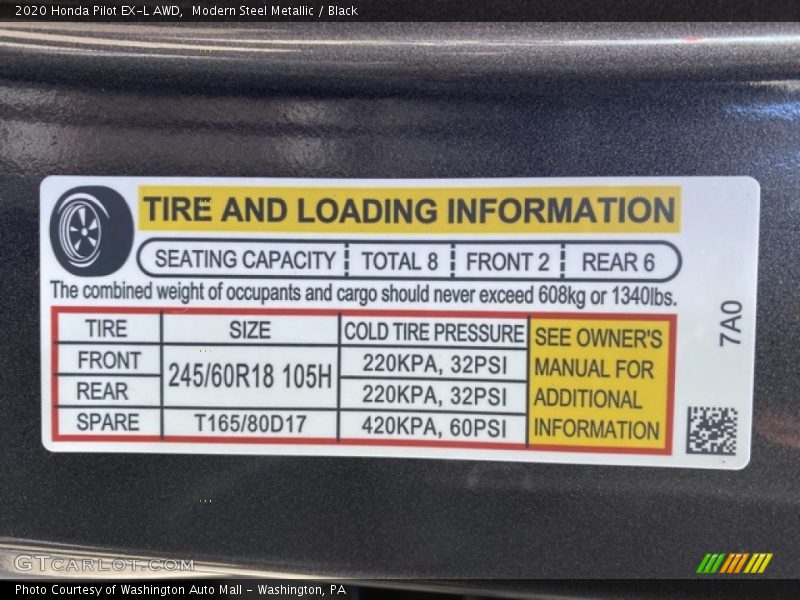 2020 Honda Pilot EX-L AWD,  Modern Steel Metallic / Black
TIRE AND LOADING INFORMATION
SEATING CAPACITY TOTAL 8 FRONT 2 REAR 6
The combined weight of occupants and cargo should never exceed 608kg or 1340lbs.
TIRE SIZE COLD TIRE PRESSURE
FRONT 245/60R18 105H 220KPA, 32PSI
REAR 220KPA, 32PSI
SPARE T165/80D17 420KPA, 60PSI
SEE OWNER'S
MANUAL FOR
ADDITIONAL
INFORMATION
7A0
GTCARLOT.COM
Photo Courtesy of Washington Auto Mall - Washington, PA